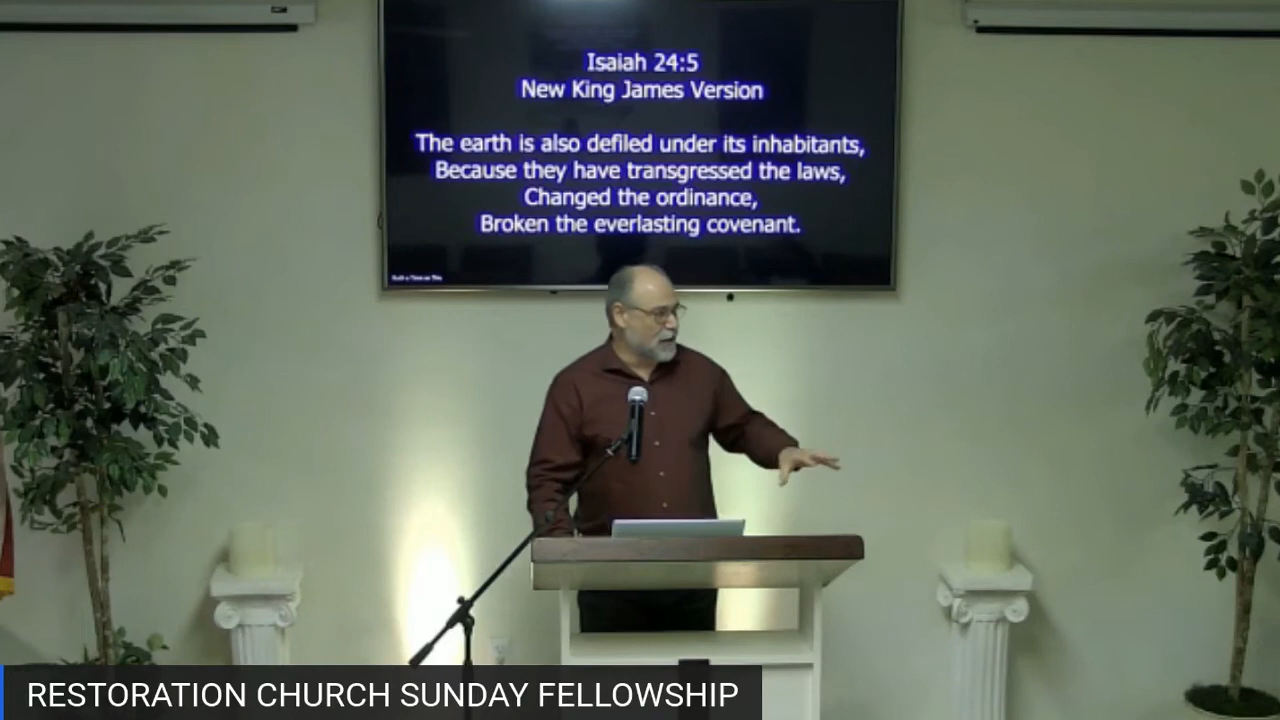 Isaiah 24:5
New King James Version
The earth is also defiled under its inhabitants,
Because they have transgressed the laws,
Changed the ordinance,
Broken the everlasting covenant.
RESTORATION CHURCH SUNDAY FELLOWSHIP